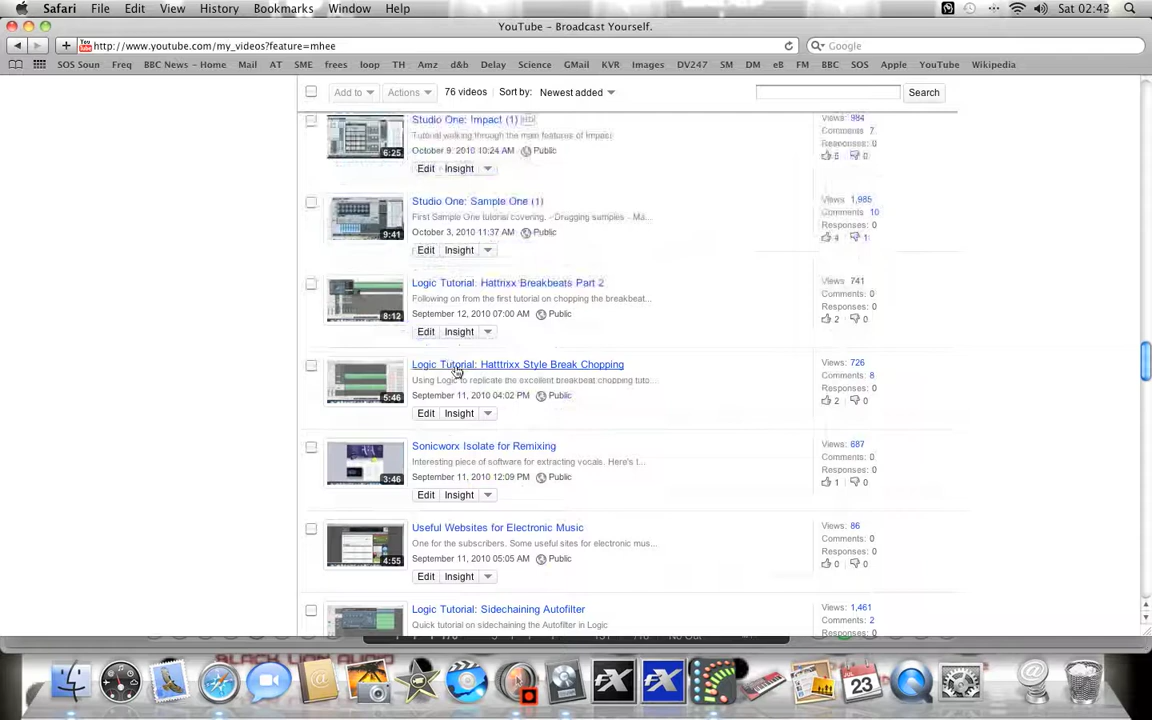 Safari File Edit View History Bookmarks Window Help Sat 02:43
YouTube – Broadcast Yourself.
http://www.youtube.com/my_videos?feature=mhee Google
SOS Soun Freq BBC News – Home Mail AT SME frees loop TH Amz d&b Delay Science GMail KVR Images DV247 SM DM eB FM BBC SOS Apple YouTube Wikipedia
Add to Actions 76 videos Sort by: Newest added Search
Studio One: Impact (1) HD
Tutorial walking through the main features of Impact
October 9, 2010 10:24 AM Public
6:25
Edit Insight
Views: 984
Comments 7
Responses: 0
Studio One: Sample One (1)
First Sample One tutorial covering. - Dragging samples - Ma...
October 3, 2010 11:37 AM Public
9:41
Edit Insight
Views 1,985
Comments 10
Responses: 0
4 1
Logic Tutorial. Hattrixx Breakbeats Part 2
Following on from the first tutorial on chopping the breakbeat...
September 12, 2010 07:00 AM Public
8:12
Edit Insight
Views 741
Comments: 0
Responses: 0
2 0
Logic Tutorial: Hatttrixx Style Break Chopping
Using Logic to replicate the excellent breakbeat chopping tuto...
September 11, 2010 04:02 PM Public
5:46
Edit Insight
Views: 726
Comments: 8
Responses: 0
2 0
Sonicworx Isolate for Remixing
Interesting piece of software for extracting vocals. Here's t...
September 11, 2010 12:09 PM Public
3:46
Edit Insight
Views: 687
Comments: 0
Responses: 0
1 0
Useful Websites for Electronic Music
One for the subscribers. Some useful sites for electronic mus...
September 11, 2010 05:05 AM Public
4:55
Edit Insight
Views: 86
Comments: 0
Responses: 0
0 0
Logic Tutorial: Sidechaining Autofilter
Quick tutorial on sidechaining the Autofilter in Logic
Views: 1,461
Comments: 2
Responses: 0
BLACK LION AUDIO
FX FX JUL 23